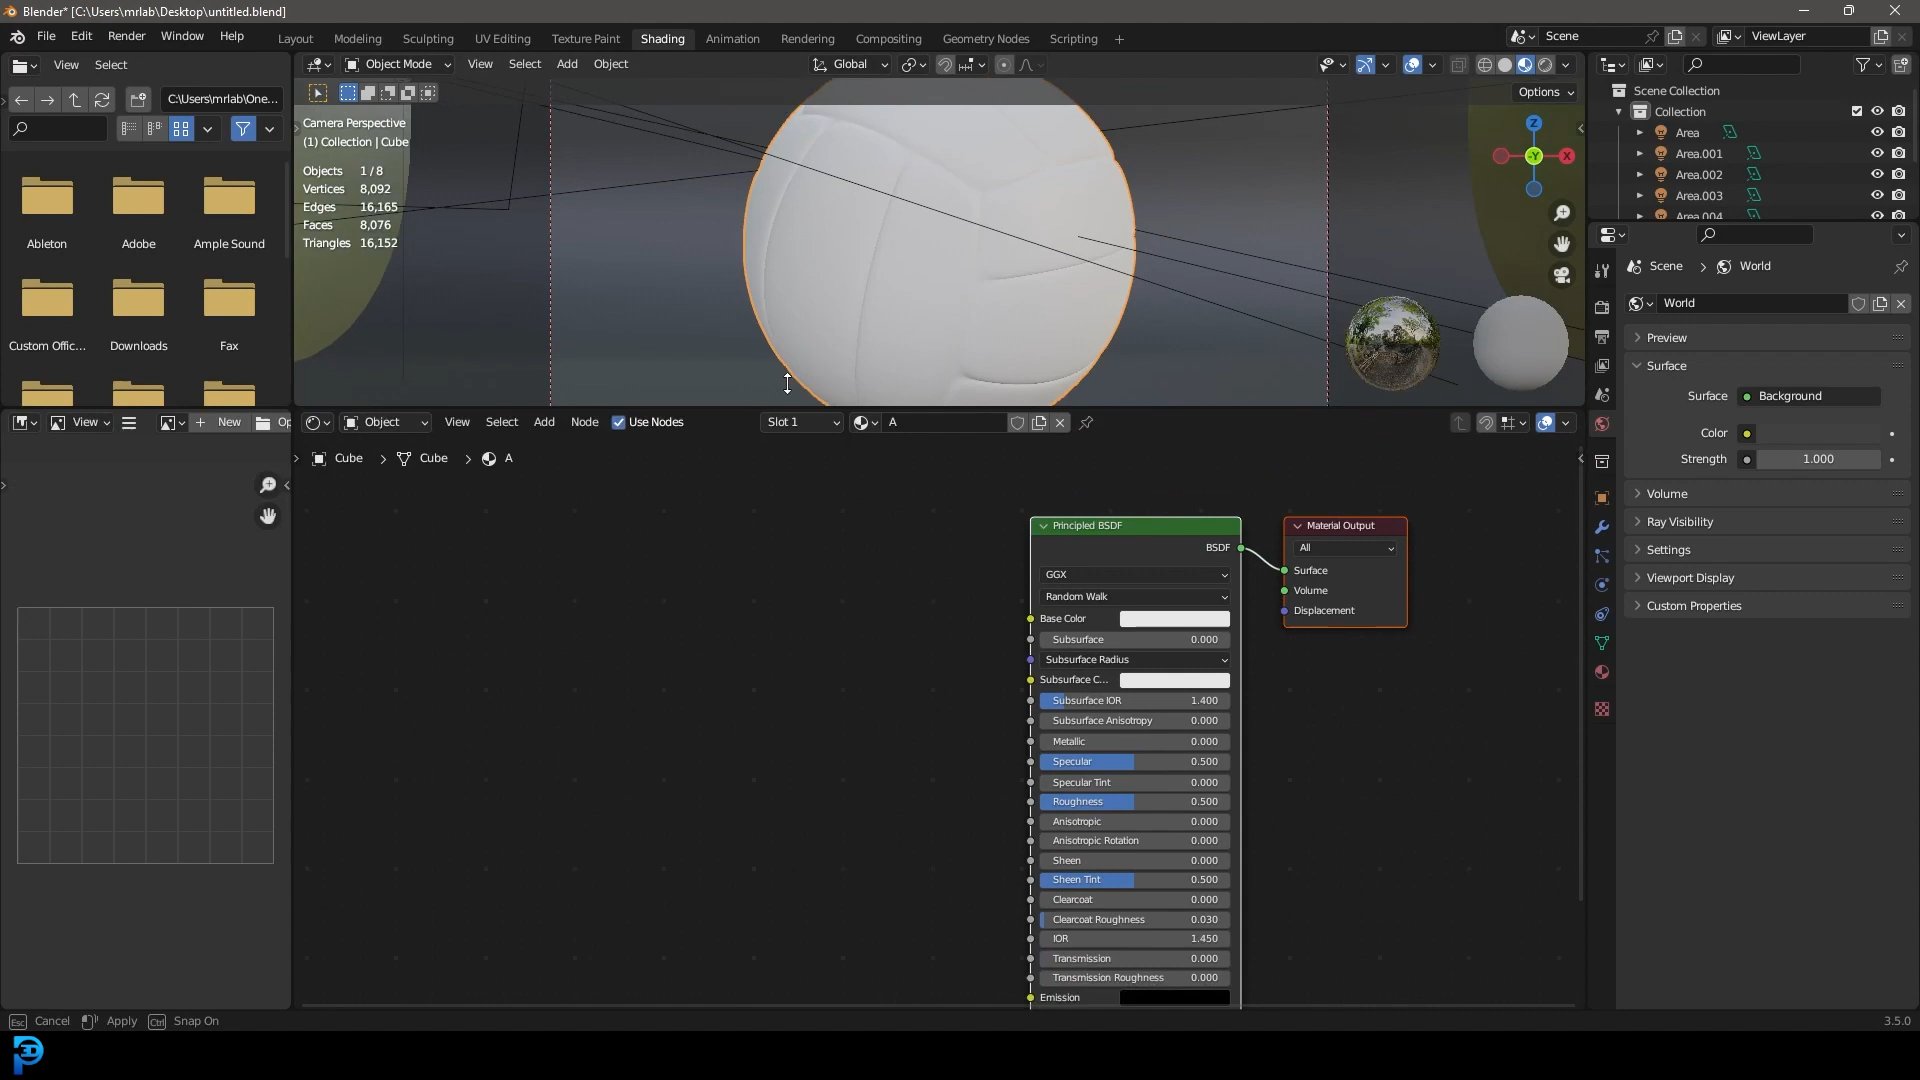 Blender* [C:\Users\mrlab\Desktop\untitled.blend]
File Edit Render Window Help
Layout Modeling Sculpting UV Editing Texture Paint Shading Animation Rendering Compositing Geometry Nodes Scripting +
Scene
ViewLayer
View Select
C:\Users\mrlab\One...
Ableton
Adobe
Ample Sound
Custom Offic...
Downloads
Fax
Object Mode View Select Add Object Global
Options
Camera Perspective
(1) Collection | Cube
Objects 1/8
Vertices 8,092
Edges 16,165
Faces 8,076
Triangles 16,152
Z
-Y
X
Scene Collection
Collection
Area
Area.001
Area.002
Area.003
Area.004
Scene > World
World
Preview
Surface
Surface Background
Color
Strength 1.000
Volume
Ray Visibility
Settings
Viewport Display
Custom Properties
View + New Op
Object View Select Add Node Use Nodes Slot 1 A
Cube > Cube > A
Principled BSDF
BSDF
GGX
Random Walk
Base Color
Subsurface 0.000
Subsurface Radius
Subsurface C...
Subsurface IOR 1.400
Subsurface Anisotropy 0.000
Metallic 0.000
Specular 0.500
Specular Tint 0.000
Roughness 0.500
Anisotropic 0.000
Anisotropic Rotation 0.000
Sheen 0.000
Sheen Tint 0.500
Clearcoat 0.000
Clearcoat Roughness 0.030
IOR 1.450
Transmission 0.000
Transmission Roughness 0.000
Emission
Material Output
All
Surface
Volume
Displacement
Esc Cancel Apply Ctrl Snap On
3.5.0
3D